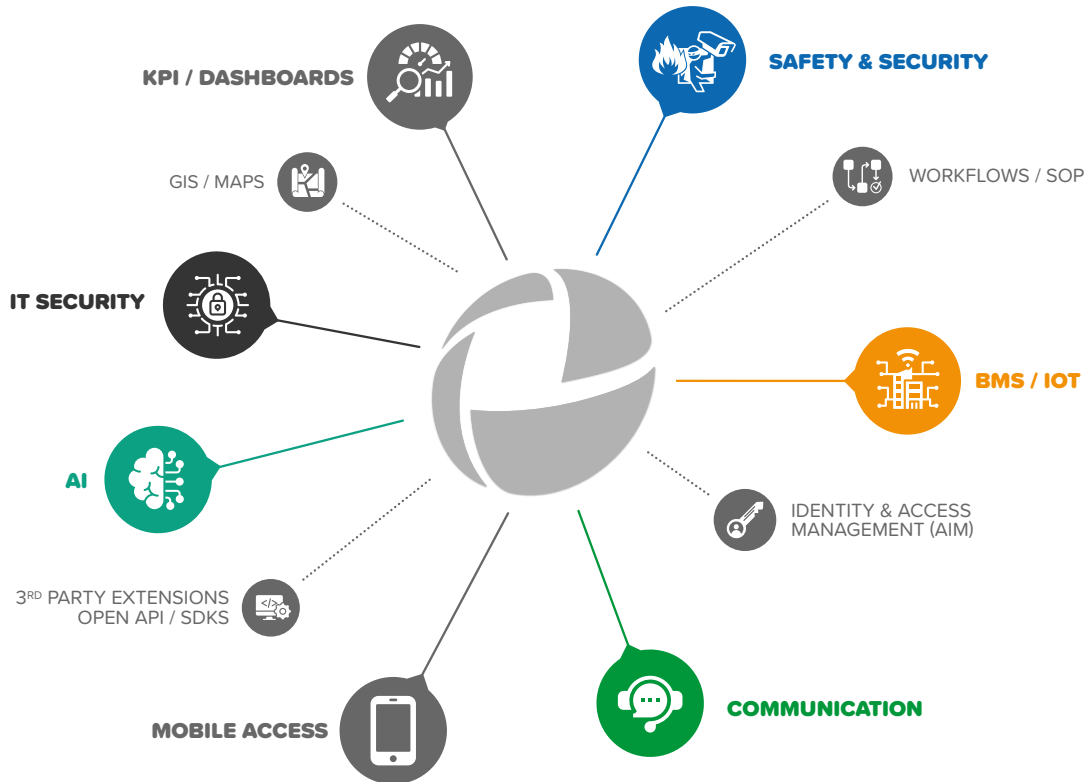 KPI / DASHBOARDS
SAFETY & SECURITY
GIS / MAPS
WORKFLOWS / SOP
IT SECURITY
BMS / IOT
AI
IDENTITY & ACCESS
MANAGEMENT (AIM)
3RD PARTY EXTENSIONS
OPEN API / SDKS
</>
MOBILE ACCESS
COMMUNICATION